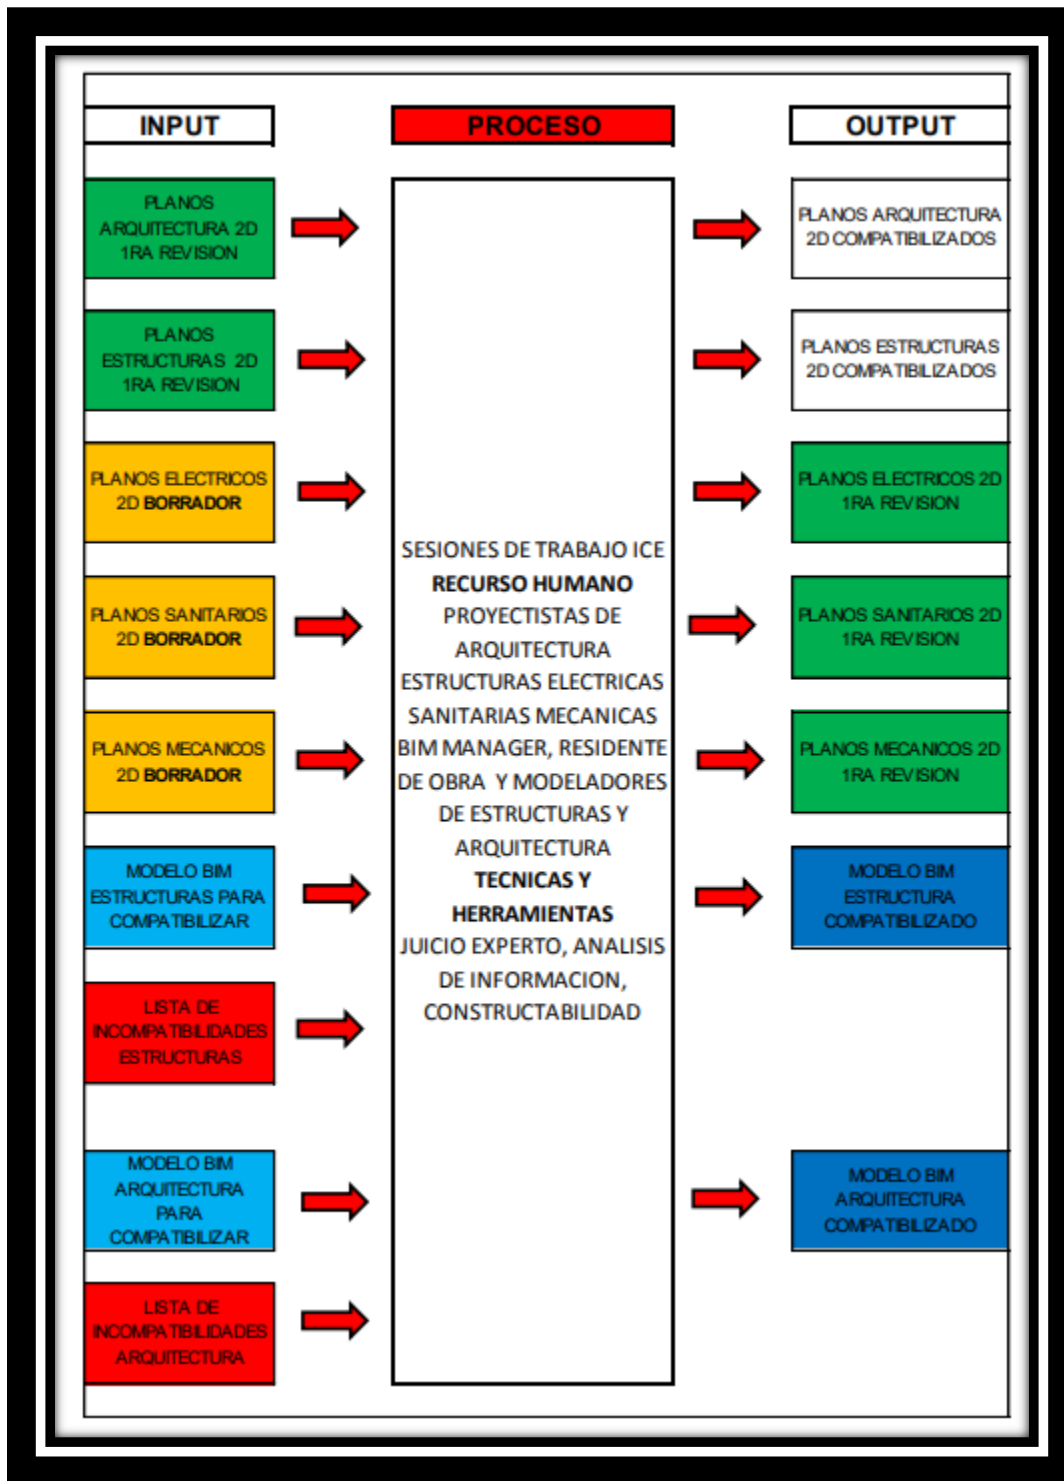 INPUT
PROCESO
OUTPUT
PLANOS
ARQUITECTURA 2D
1RA REVISION
PLANOS
ESTRUCTURAS 2D
1RA REVISION
PLANOS ELECTRICOS
2D BORRADOR
PLANOS SANITARIOS
2D BORRADOR
PLANOS MECANICOS
2D BORRADOR
MODELO BIM
ESTRUCTURAS PARA
COMPATIBILIZAR
LISTA DE
INCOMPATIBILIDADES
ESTRUCTURAS
MODELO BIM
ARQUITECTURA
PARA
COMPATIBILIZAR
LISTA DE
INCOMPATIBILIDADES
ARQUITECTURA
SESIONES DE TRABAJO ICE
RECURSO HUMANO
PROYECTISTAS DE
ARQUITECTURA
ESTRUCTURAS ELECTRICAS
SANITARIAS MECANICAS
BIM MANAGER, RESIDENTE
DE OBRA Y MODELADORES
DE ESTRUCTURAS Y
ARQUITECTURA
TECNICAS Y
HERRAMIENTAS
JUICIO EXPERTO, ANALISIS
DE INFORMACION,
CONSTRUCTABILIDAD
PLANOS ARQUITECTURA
2D COMPATIBILIZADOS
PLANOS ESTRUCTURAS
2D COMPATIBILIZADOS
PLANOS ELECTRICOS 2D
1RA REVISION
PLANOS SANITARIOS 2D
1RA REVISION
PLANOS MECANICOS 2D
1RA REVISION
MODELO BIM
ESTRUCTURA
COMPATIBILIZADO
MODELO BIM
ARQUITECTURA
COMPATIBILIZADO